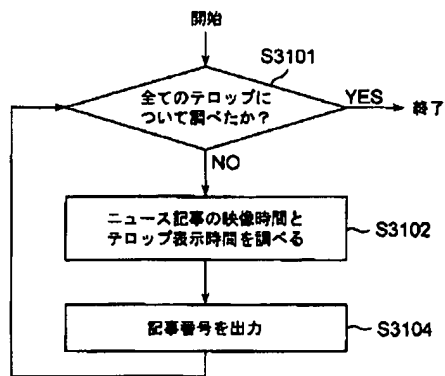 開始
S3101
全てのテロップに
ついて調べたか？
YES
終了
NO
ニュース記事の映像時間と
テロップ表示時間を調べる
S3102
記事番号を出力
S3104